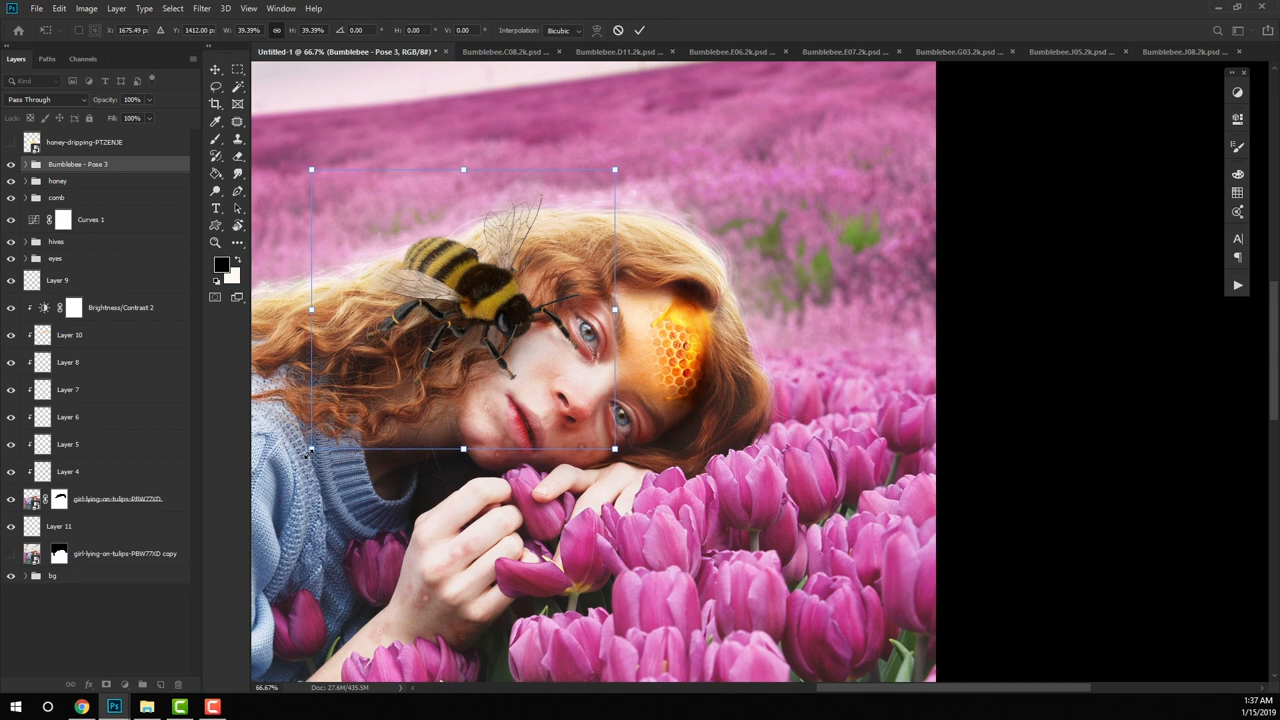 Ps File Edit Image Layer Type Select Filter 3D View Window Help
X: 1675.49 p: Y: 1412.00 px W: 39.39% H: 39.39% 0.00 ° H: 0.00 ° V: 0.00 ° Interpolation: Bicubic
Layers Paths Channels
Untitled-1 @ 66.7% (Bumblebee - Pose 3, RGB/8#) * × Bumblebee.C08.2k.psd ... × Bumblebee.D11.2k.psd ... × Bumblebee.E06.2k.psd ... × Bumblebee.E07.2k.psd ... × Bumblebee.G03.2k.psd ... × Bumblebee.J05.2k.psd ... × Bumblebee.J08.2k.psd ... ×
Kind
Pass Through Opacity: 100%
Lock: Fill: 100%
honey-dripping-PTZENJE
Bumblebee - Pose 3
honey
comb
Curves 1
hives
eyes
Layer 9
Brightness/Contrast 2
Layer 10
Layer 8
Layer 7
Layer 6
Layer 5
Layer 4
girl-lying-on-tulips-PBW77XD
Layer 11
girl-lying-on-tulips-PBW77XD copy
bg
66.67% Doc: 27.6M/435.5M
1:37 AM
1/15/2019